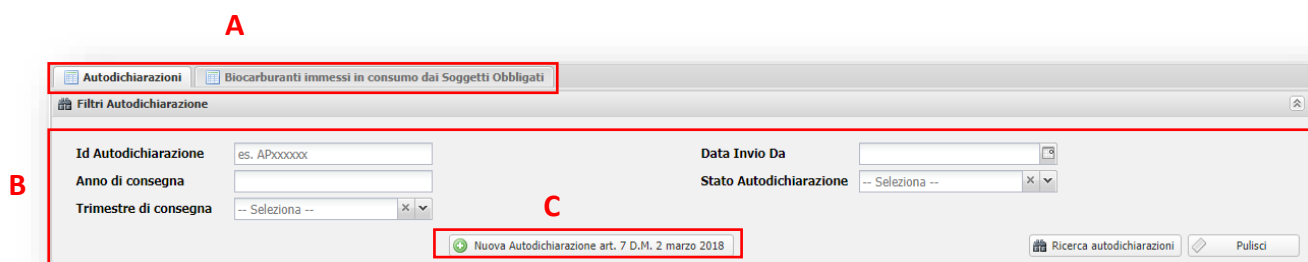 A
Autodichiarazioni Biocarburanti immessi in consumo dai Soggetti Obbligati
Filtri Autodichiarazione
Id Autodichiarazione es. APxxxxxx Data Invio Da
B Anno di consegna Stato Autodichiarazione -- Seleziona --
Trimestre di consegna -- Seleziona -- C
Nuova Autodichiarazione art. 7 D.M. 2 marzo 2018 Ricerca autodichiarazioni Pulisci